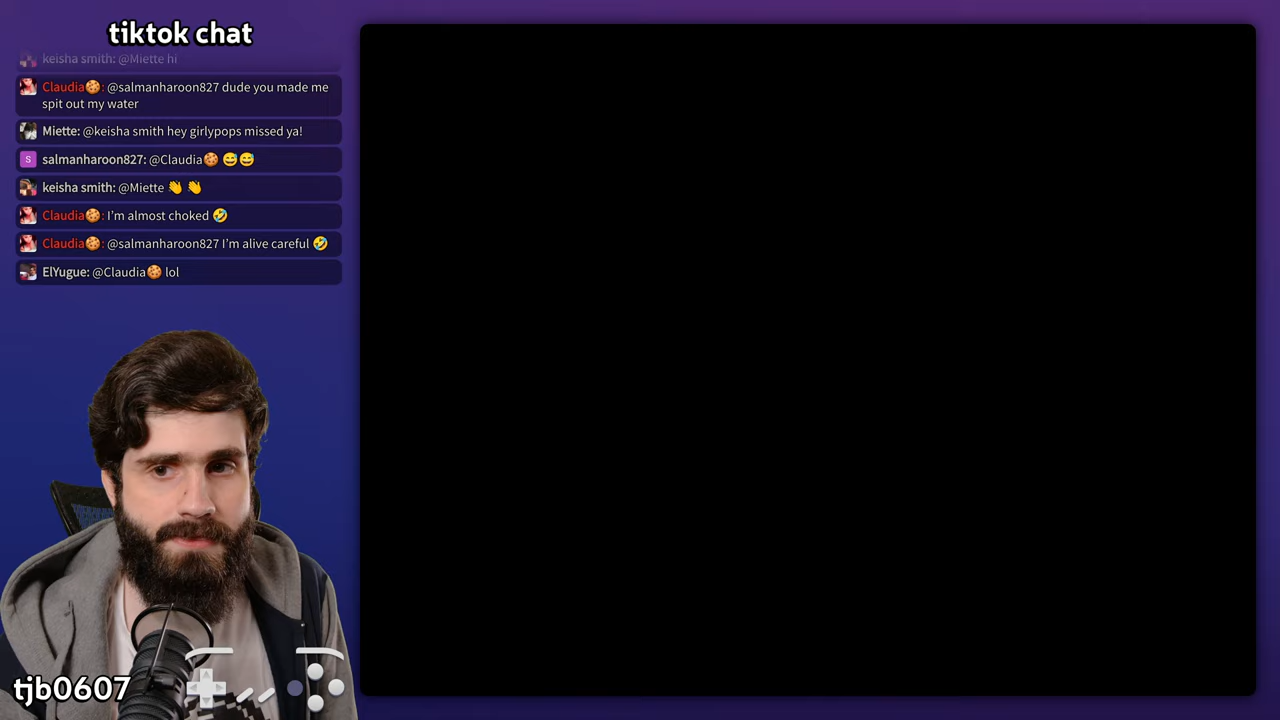 tiktok chat
keisha smith: @Miette hi
Claudia🍪: @salmanharoon827 dude you made me
spit out my water
Miette: @keisha smith hey girlypops missed ya!
S salmanharoon827: @Claudia🍪 😅😅
keisha smith: @Miette 👋 👋
Claudia🍪: I'm almost choked 🤣
Claudia🍪: @salmanharoon827 I'm alive careful 🤣
ElYugue: @Claudia🍪 lol
tjb0607